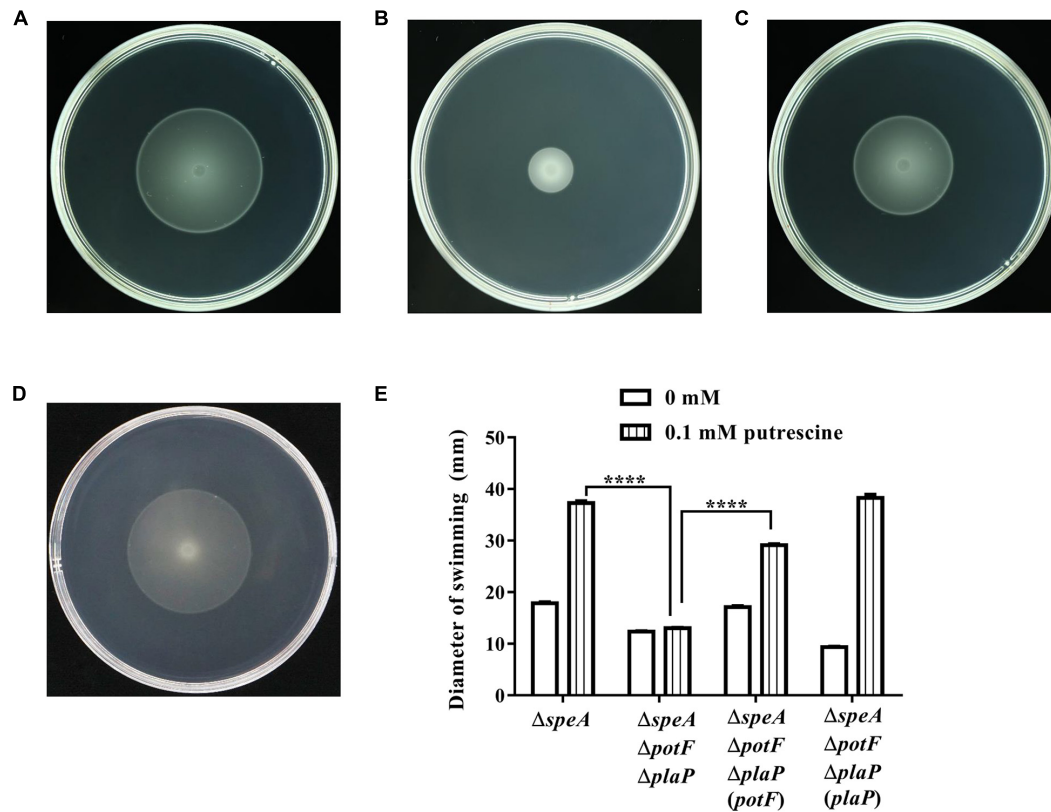 A
B
C
D
E
0 mM
0.1 mM putrescine
Diameter of swimming (mm)
50
40
30
20
10
0
****
****
ΔspeA
ΔspeA
ΔpotF
ΔplaP
ΔspeA
ΔpotF
ΔplaP
(potF)
ΔspeA
ΔpotF
ΔplaP
(plaP)